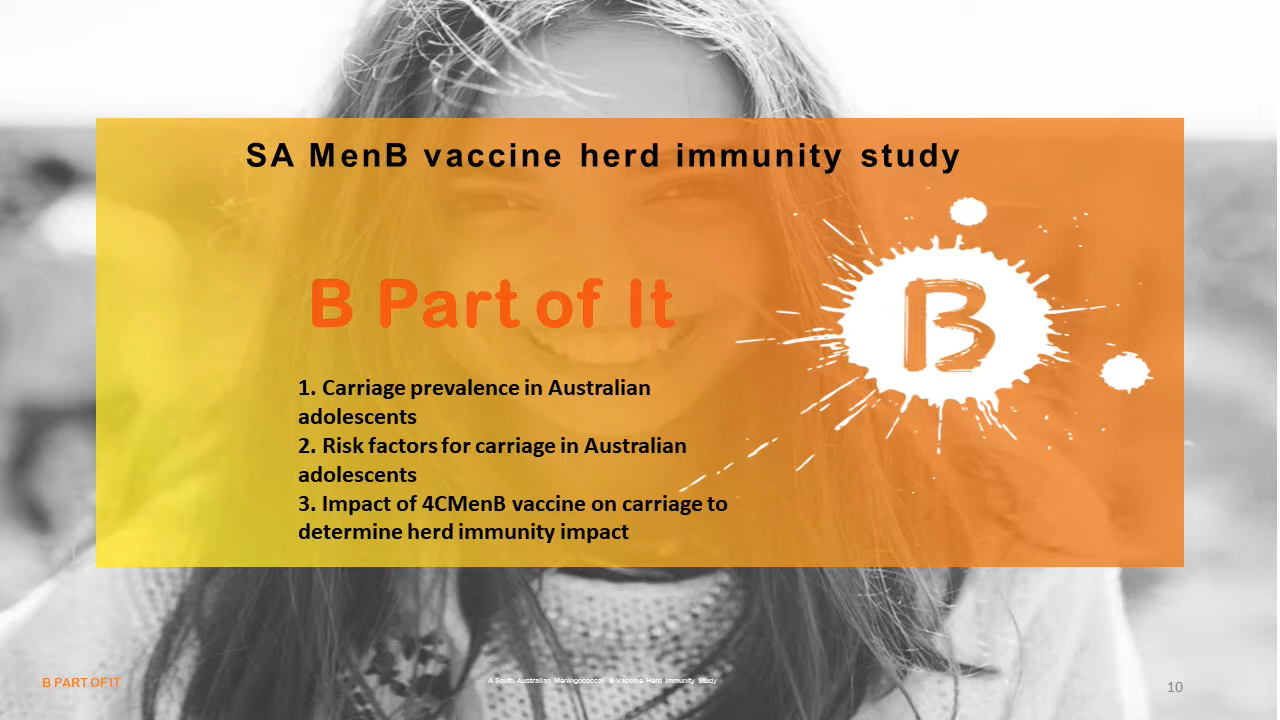 SA MenB vaccine herd immunity study
B Part of It
B
1. Carriage prevalence in Australian
adolescents
2. Risk factors for carriage in Australian
adolescents
3. Impact of 4CMenB vaccine on carriage to
determine herd immunity impact
B PART OF IT
A South Australian Meningococcal B Vaccine Herd Immunity Study
10